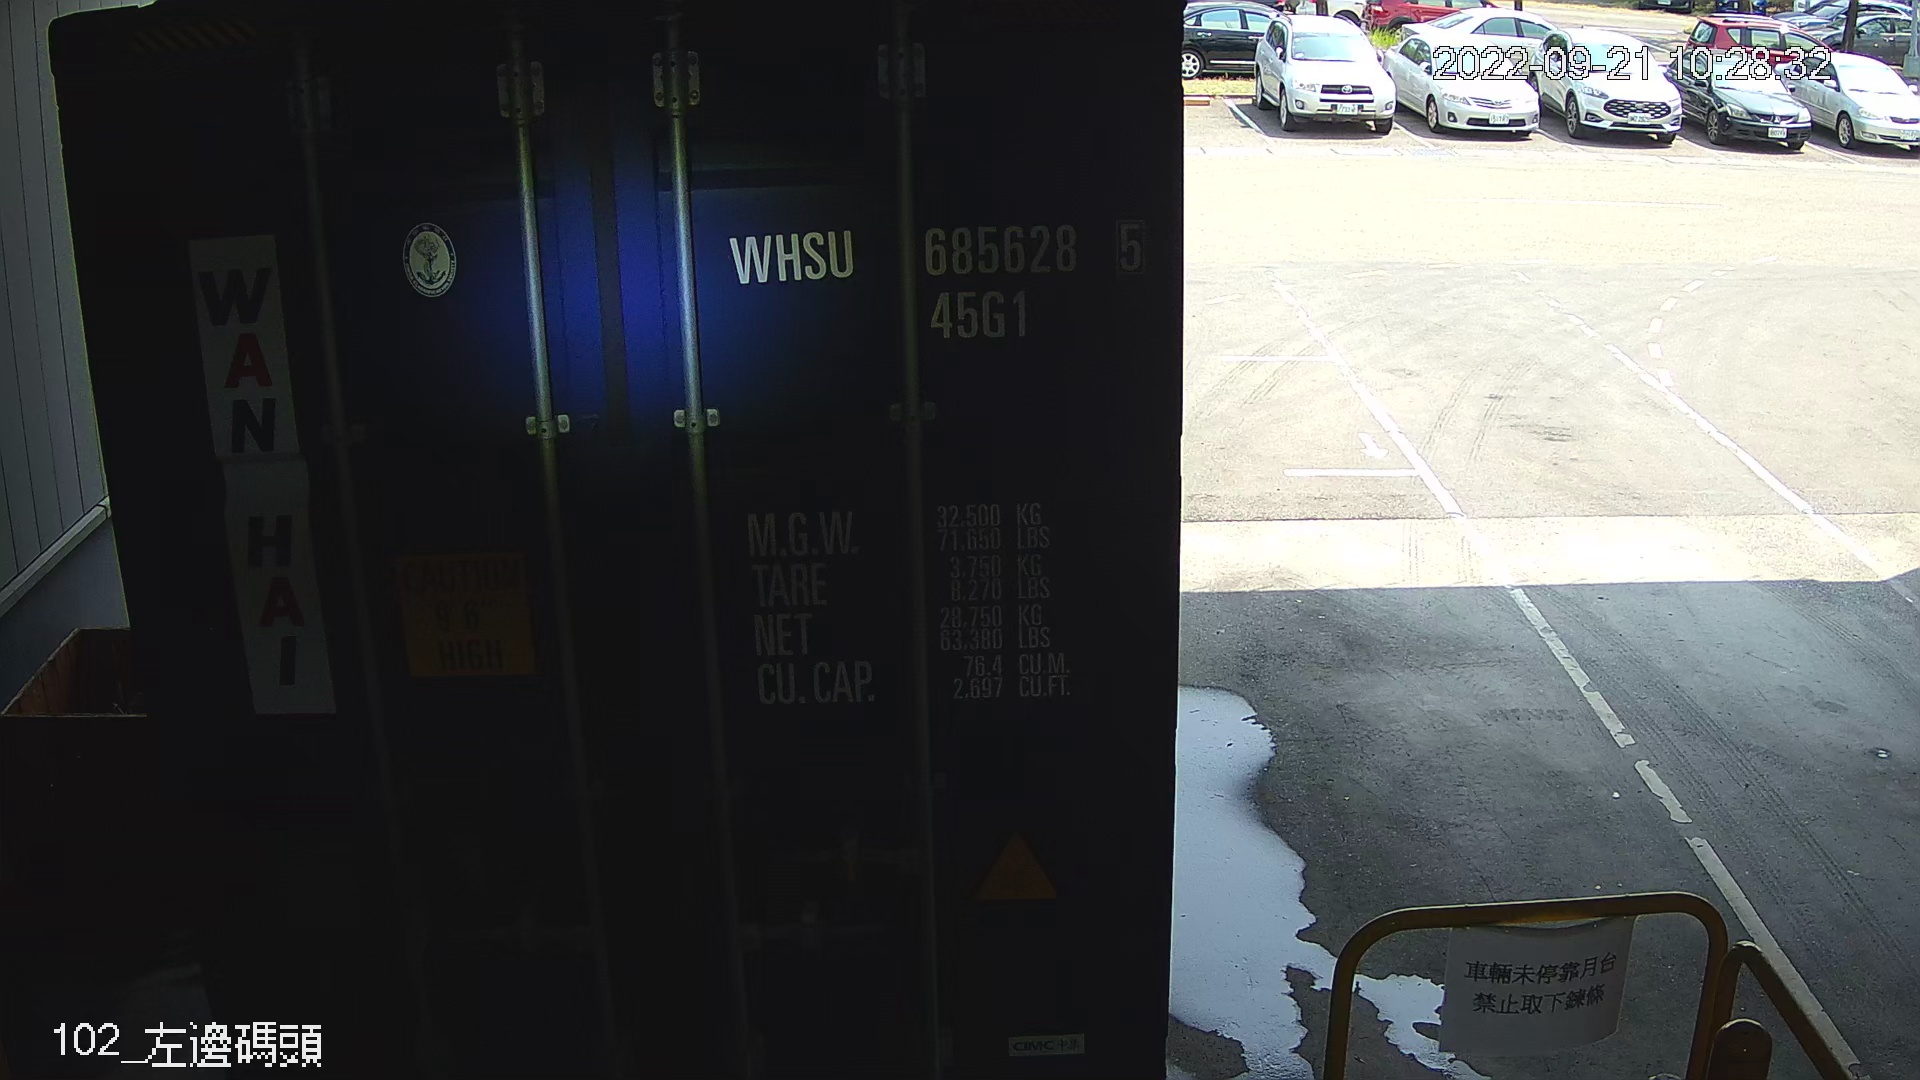 2022-09-21 10:28:32
WHSU 685628 5
45G1
WAN HAI
M.G.W. 32,500 KG
71,650 LBS
TARE 3,750 KG
8,270 LBS
NET 28,750 KG
63,380 LBS
CU. CAP. 76.4 CU.M.
2,697 CU.FT.
CAUTION
9' 6"
HIGH
車輛未停靠月台
禁止取下鍊條
CIMC 中集
102_左邊碼頭